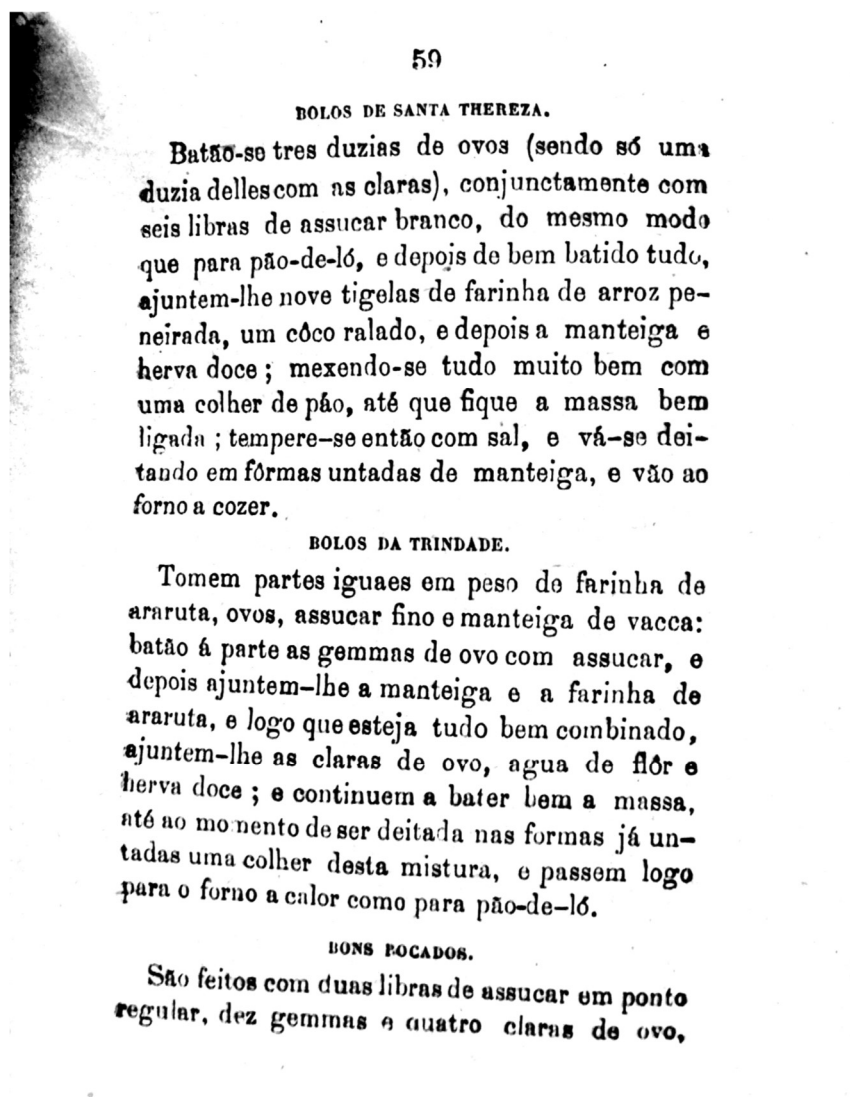 59
BOLOS DE SANTA THEREZA.
Batão-se tres duzias de ovos (sendo só uma
duzia delles com as claras), conjunctamente com
seis libras de assucar branco, do mesmo modo
que para pão-de-ló, e depois de bem batido tudo,
ajuntem-lhe nove tigelas de farinha de arroz pe-
neirada, um côco ralado, e depois a manteiga e
herva doce ; mexendo-se tudo muito bem com
uma colher de páo, até que fique a massa bem
ligada ; tempere-se então com sal, e vá-se dei-
tando em fôrmas untadas de manteiga, e vão ao
forno a cozer.
BOLOS DA TRINDADE.
Tomem partes iguaes em peso de farinha de
araruta, ovos, assucar fino e manteiga de vacca:
batão á parte as gemmas de ovo com assucar, e
depois ajuntem-lhe a manteiga e a farinha de
araruta, e logo que esteja tudo bem combinado,
ajuntem-lhe as claras de ovo, agua de flôr e
herva doce ; e continuem a bater bem a massa,
até ao momento de ser deitada nas formas já un-
tadas uma colher desta mistura, e passem logo
para o forno a calor como para pão-de-ló.
BONS BOCADOS.
São feitos com duas libras de assucar em ponto
regular, dez gemmas e quatro claras de ovo,